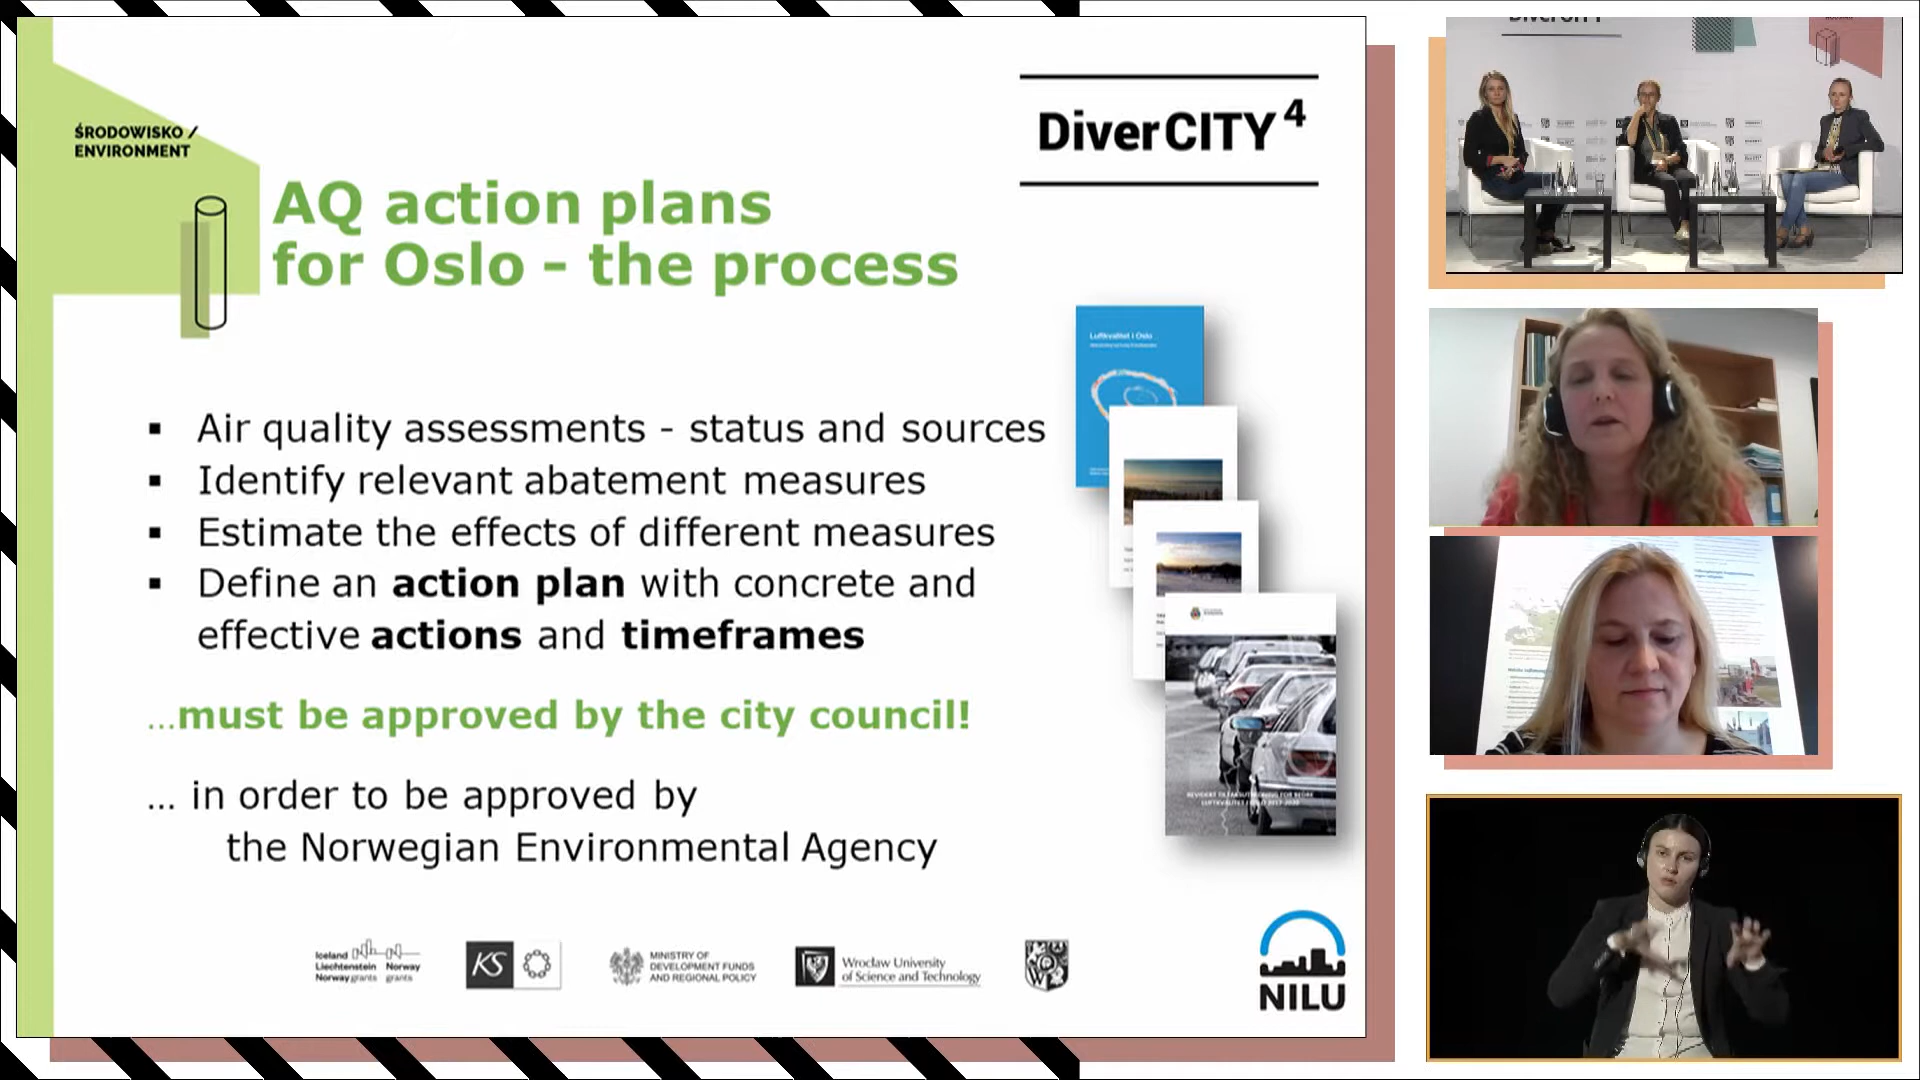 ŚRODOWISKO /
ENVIRONMENT
DiverCITY 4
AQ action plans
for Oslo - the process
▪ Air quality assessments - status and sources
▪ Identify relevant abatement measures
▪ Estimate the effects of different measures
▪ Define an action plan with concrete and
effective actions and timeframes
...must be approved by the city council!
... in order to be approved by
the Norwegian Environmental Agency
Luftkvalitet i Oslo
Iceland
Liechtenstein Norway
Norway grants grants
KS
MINISTRY OF
DEVELOPMENT FUNDS
AND REGIONAL POLICY
Wrocław University
of Science and Technology
NILU